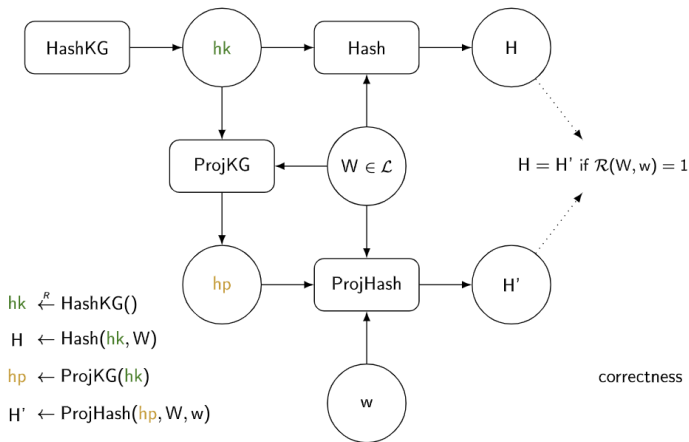 HashKG hk Hash H
ProjKG W ∈ ℒ H = H' if ℛ(W, w) = 1
hp ProjHash H'
hk ←R HashKG()
H ← Hash(hk, W)
hp ← ProjKG(hk)
H' ← ProjHash(hp, W, w)
w
correctness